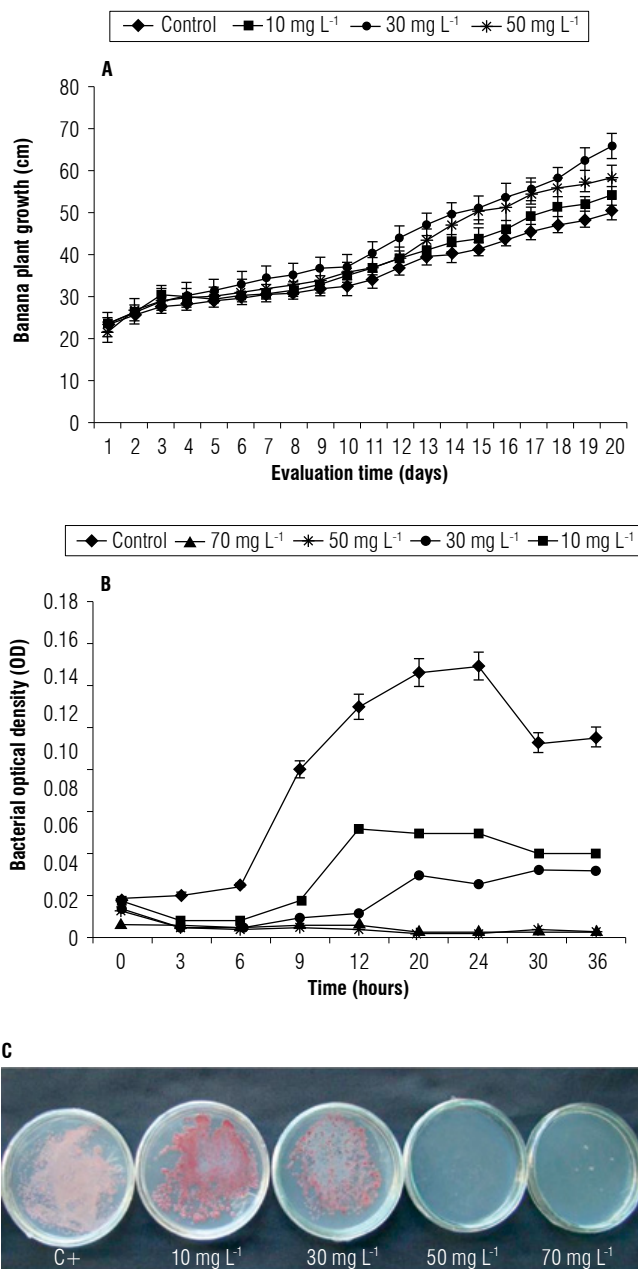 Control 10 mg L⁻¹ 30 mg L⁻¹ 50 mg L⁻¹
A
80
70
60
50
40
30
20
10
0
Banana plant growth (cm)
1 2 3 4 5 6 7 8 9 10 11 12 13 14 15 16 17 18 19 20
Evaluation time (days)
Control 70 mg L⁻¹ 50 mg L⁻¹ 30 mg L⁻¹ 10 mg L⁻¹
B
0.18
0.16
0.14
0.12
0.10
0.08
0.06
0.04
0.02
0
Bacterial optical density (OD)
0 3 6 9 12 20 24 30 36
Time (hours)
C
C+ 10 mg L⁻¹ 30 mg L⁻¹ 50 mg L⁻¹ 70 mg L⁻¹